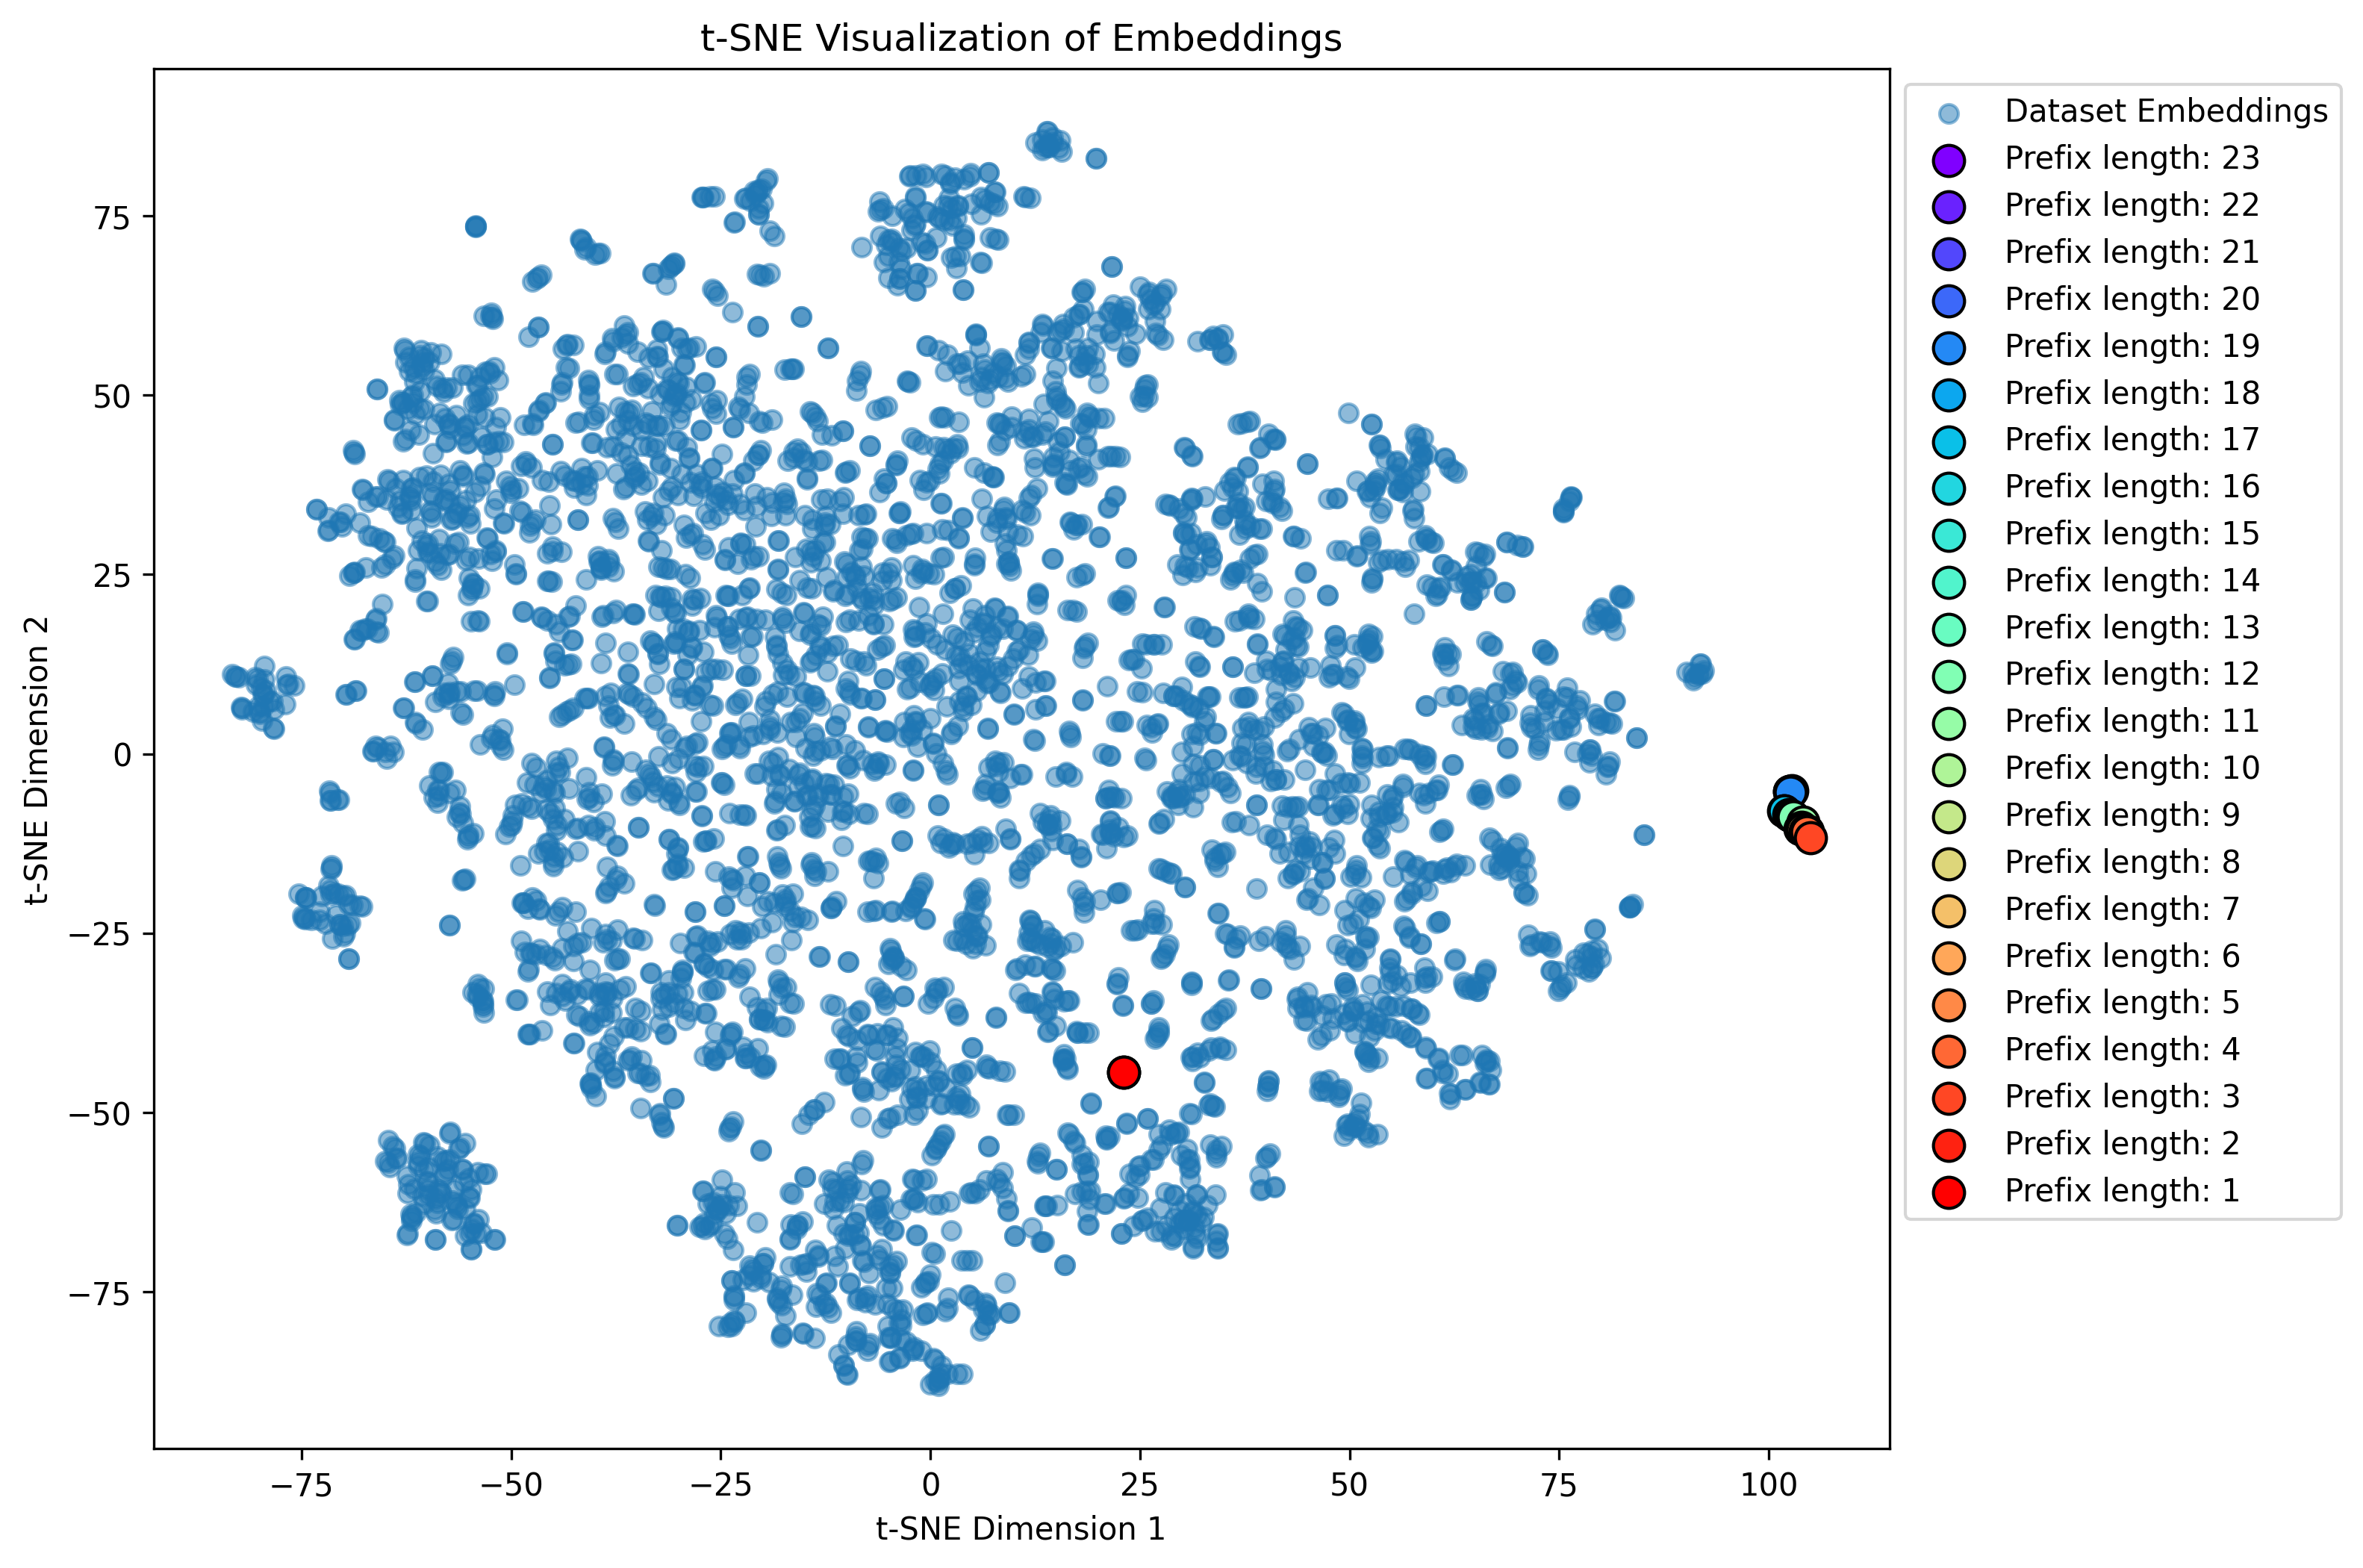 t-SNE Visualization of Embeddings
t-SNE Dimension 2
75
50
25
0
−25
−50
−75
−75
−50
−25
0
25
50
75
100
t-SNE Dimension 1
Dataset Embeddings
Prefix length: 23
Prefix length: 22
Prefix length: 21
Prefix length: 20
Prefix length: 19
Prefix length: 18
Prefix length: 17
Prefix length: 16
Prefix length: 15
Prefix length: 14
Prefix length: 13
Prefix length: 12
Prefix length: 11
Prefix length: 10
Prefix length: 9
Prefix length: 8
Prefix length: 7
Prefix length: 6
Prefix length: 5
Prefix length: 4
Prefix length: 3
Prefix length: 2
Prefix length: 1